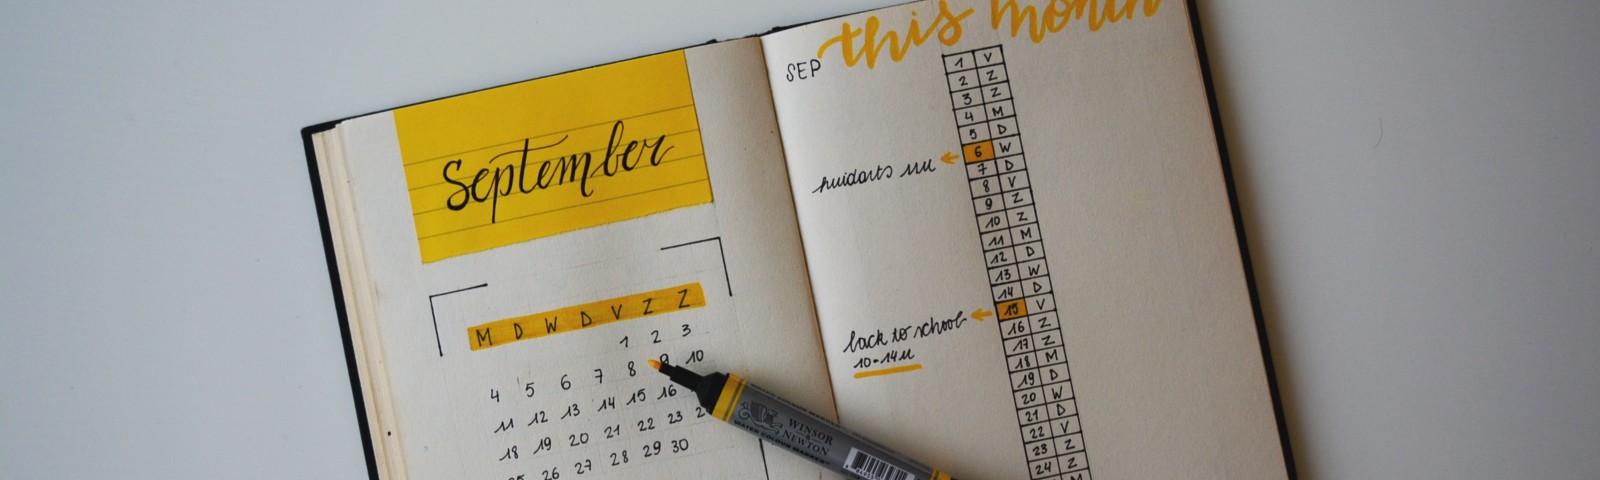 September
M D W D V Z Z
1 2 3
4 5 6 7 8 9 10
11 12 13 14 15 16
18 19 20 21 22 23
26 27 28 29 30
WINSOR
& NEWTON
WATER COLOUR MARKER
this month
SEP
1 V
2 Z
3 Z
4 M
5 D
6 W
7 D
8 V
9 Z
10 Z
11 M
12 D
13 W
14 D
15 V
16 Z
17 Z
18 M
19 D
20 W
21 D
22 V
23 Z
24 Z
M
huidarts
back to school
10-14u